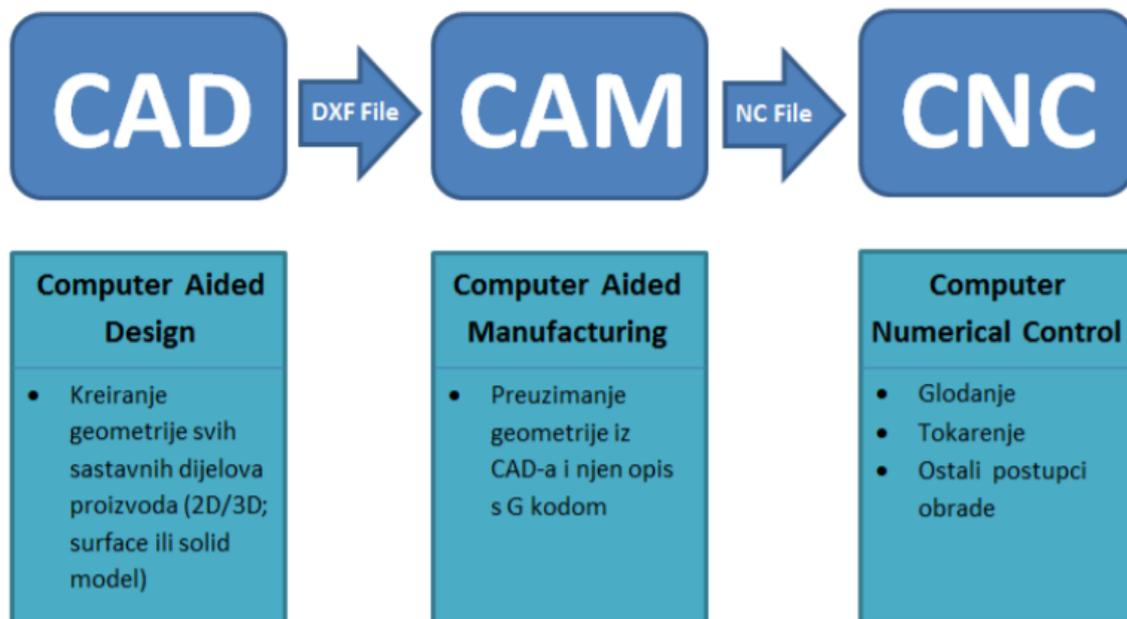 CAD
DXF File
CAM
NC File
CNC
Computer Aided
Design
• Kreiranje
geometrije svih
sastavnih dijelova
proizvoda (2D/3D;
surface ili solid
model)
Computer Aided
Manufacturing
• Preuzimanje
geometrije iz
CAD-a i njen opis
s G kodom
Computer
Numerical Control
• Glodanje
• Tokarenje
• Ostali postupci
obrade